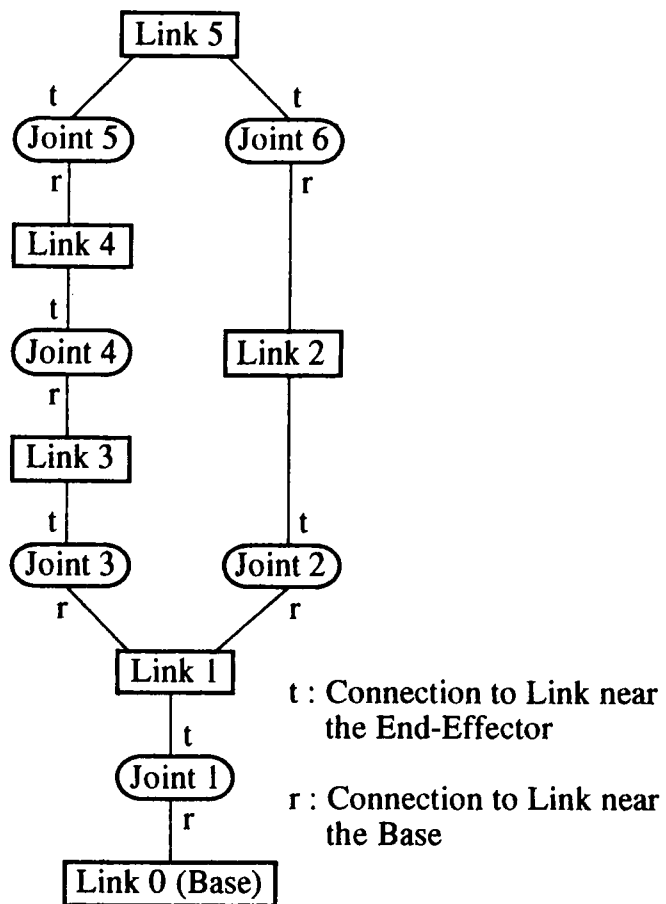 Link 5
t t
Joint 5 Joint 6
r r
Link 4
t
Joint 4 Link 2
r
Link 3
t t
Joint 3 Joint 2
r r
Link 1
t : Connection to Link near
the End-Effector
t
Joint 1
r : Connection to Link near
the Base
r
Link 0 (Base)